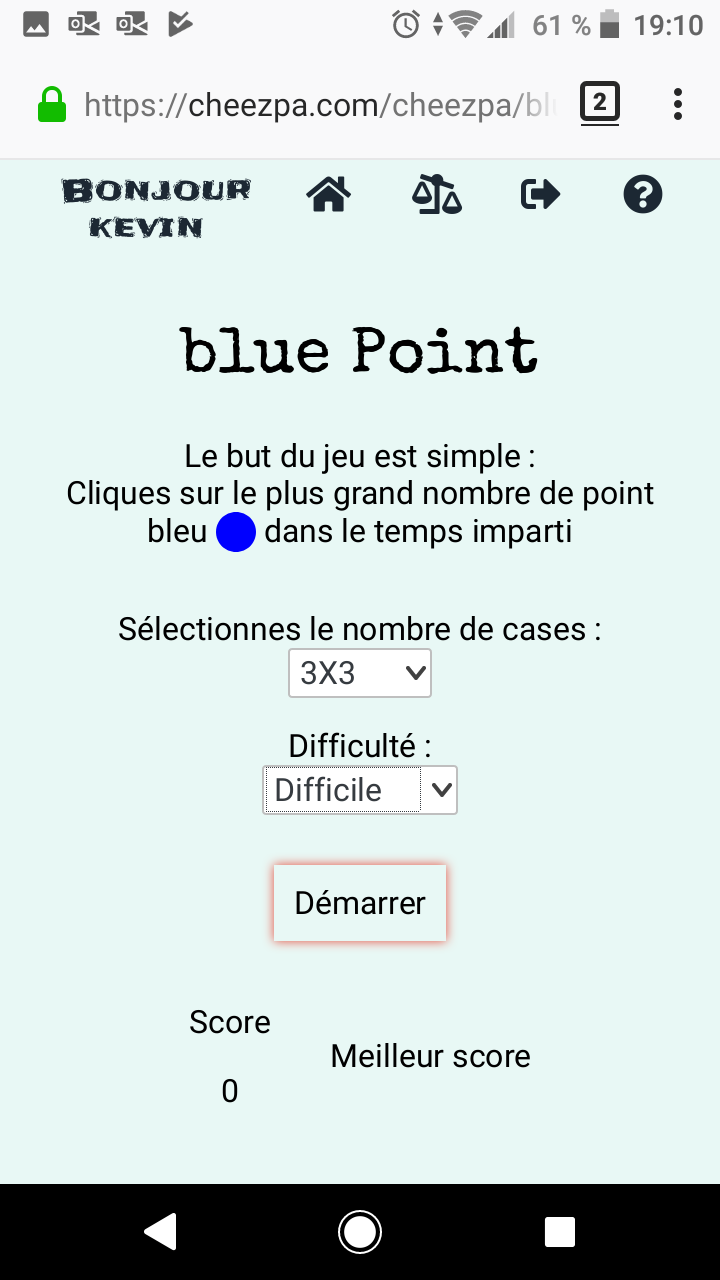 61 % 19:10
https://cheezpa.com/cheezpa/bl 2
BONJOUR
KEVIN
blue Point
Le but du jeu est simple :
Cliques sur le plus grand nombre de point
bleu dans le temps imparti
Sélectionnes le nombre de cases :
3X3
Difficulté :
Difficile
Démarrer
Score
Meilleur score
0